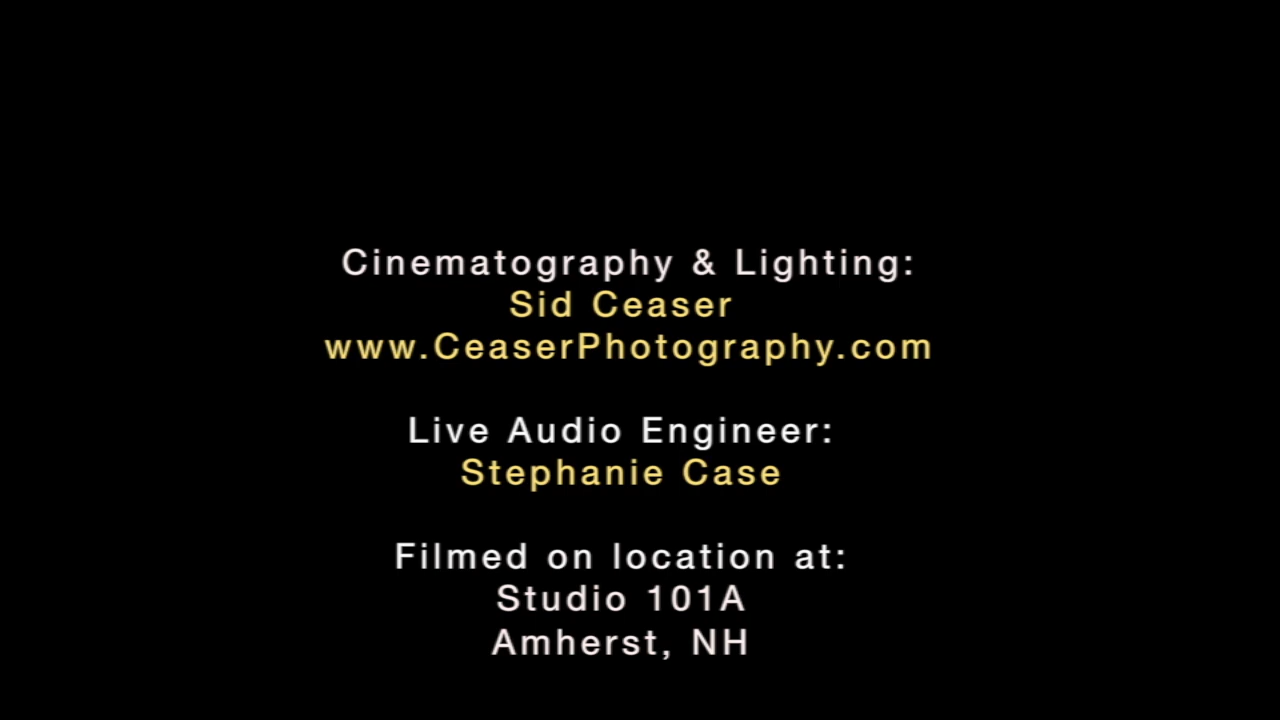 Cinematography & Lighting:
Sid Ceaser
www.CeaserPhotography.com
Live Audio Engineer:
Stephanie Case
Filmed on location at:
Studio 101A
Amherst, NH